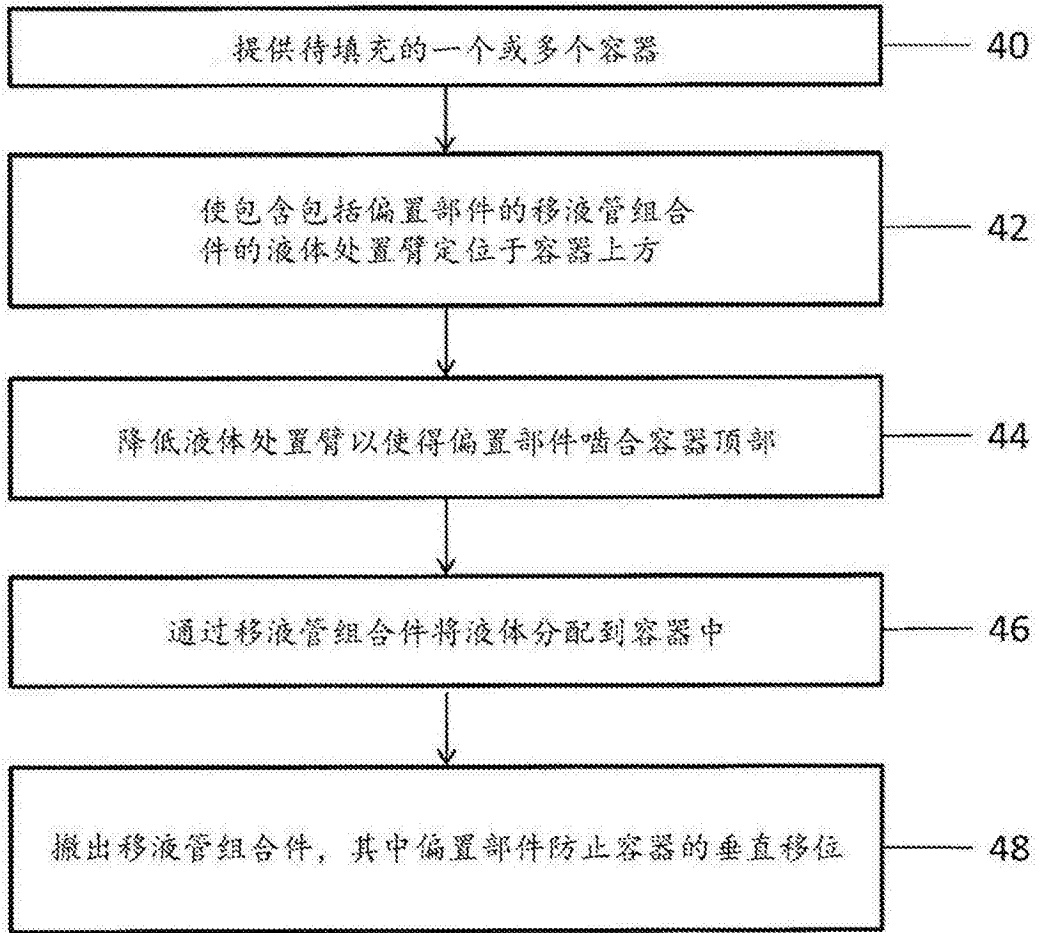 提供待填充的一个或多个容器
40
使包含包括偏置部件的移液管组合
件的液体处置臂定位于容器上方
42
降低液体处置臂以使得偏置部件啮合容器顶部
44
通过移液管组合件将液体分配到容器中
46
搬出移液管组合件，其中偏置部件防止容器的垂直移位
48